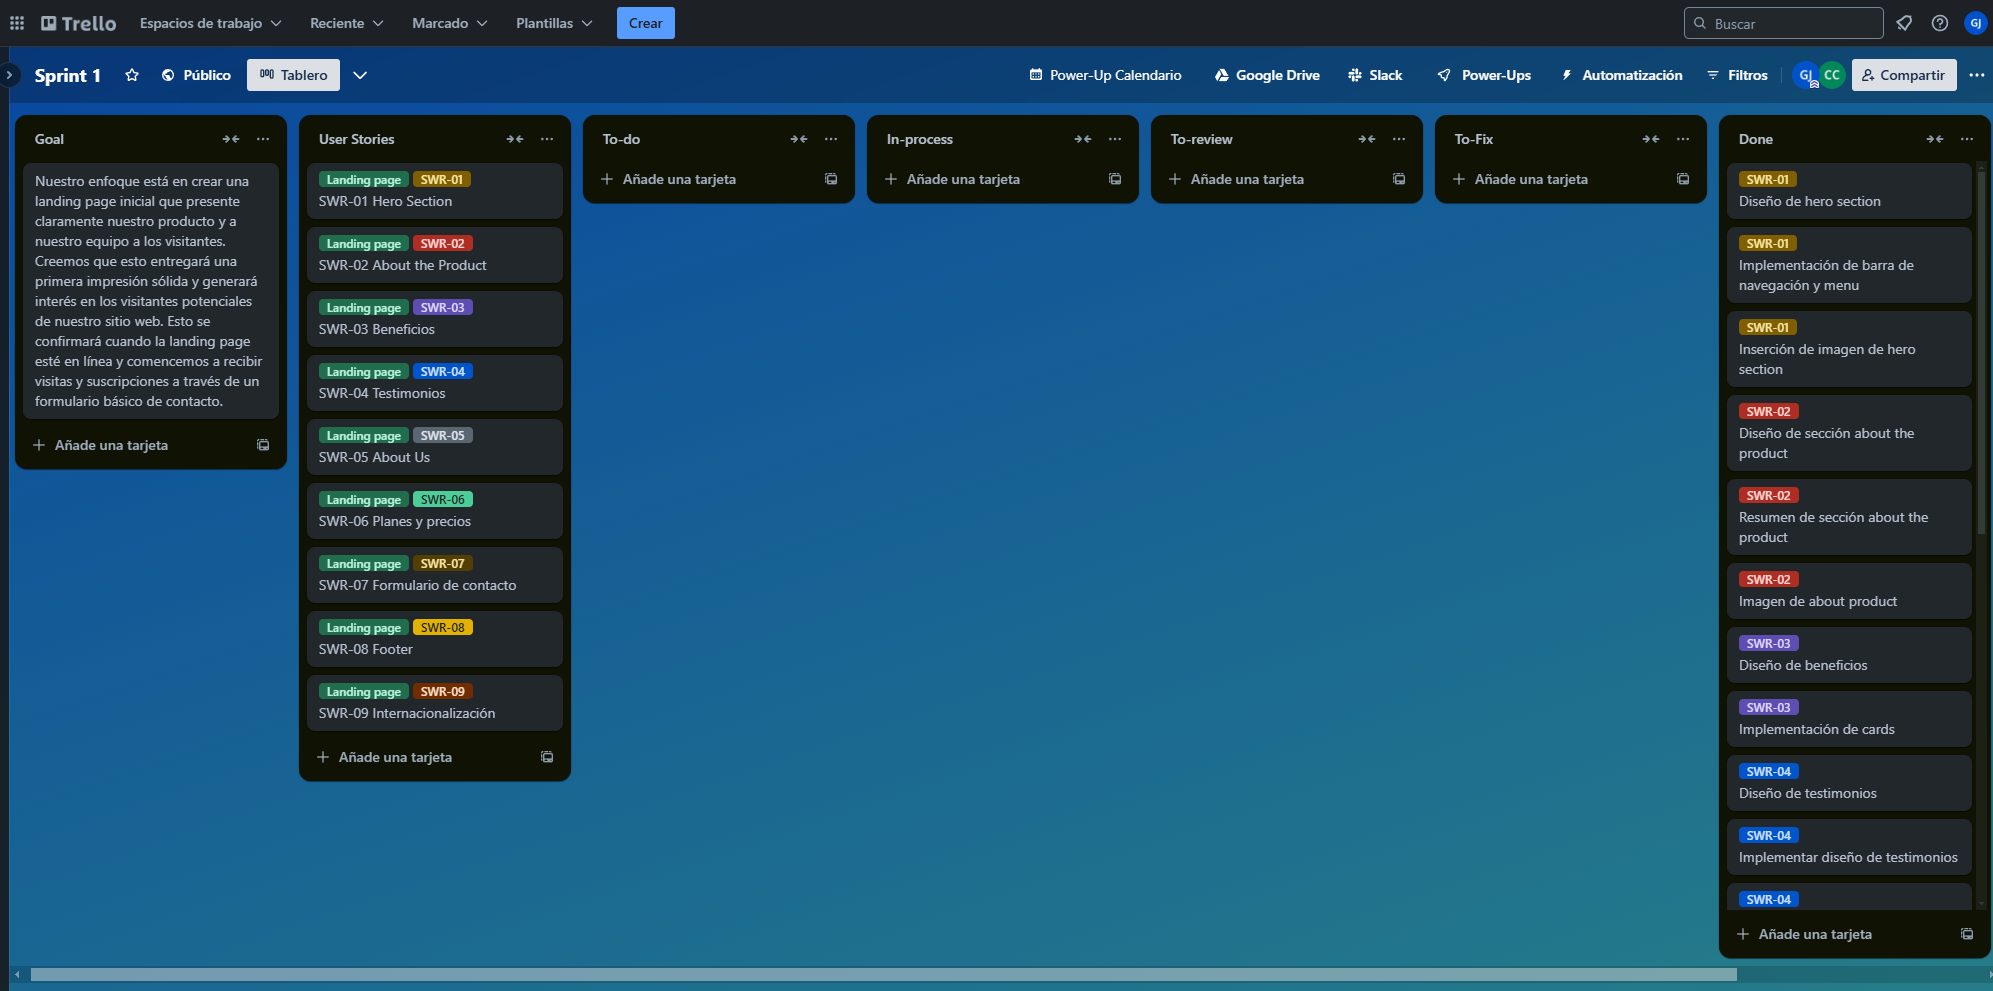 Trello Espacios de trabajo Reciente Marcado Plantillas Crear Buscar GJ
Sprint 1 Público Tablero Power-Up Calendario Google Drive Slack Power-Ups Automatización Filtros GJ CC Compartir
Goal
Nuestro enfoque está en crear una
landing page inicial que presente
claramente nuestro producto y a
nuestro equipo a los visitantes.
Creemos que esto entregará una
primera impresión sólida y generará
interés en los visitantes potenciales
de nuestro sitio web. Esto se
confirmará cuando la landing page
esté en línea y comencemos a recibir
visitas y suscripciones a través de un
formulario básico de contacto.
Añade una tarjeta
User Stories
Landing page SWR-01
SWR-01 Hero Section
Landing page SWR-02
SWR-02 About the Product
Landing page SWR-03
SWR-03 Beneficios
Landing page SWR-04
SWR-04 Testimonios
Landing page SWR-05
SWR-05 About Us
Landing page SWR-06
SWR-06 Planes y precios
Landing page SWR-07
SWR-07 Formulario de contacto
Landing page SWR-08
SWR-08 Footer
Landing page SWR-09
SWR-09 Internacionalización
Añade una tarjeta
To-do
Añade una tarjeta
In-process
Añade una tarjeta
To-review
Añade una tarjeta
To-Fix
Añade una tarjeta
Done
SWR-01
Diseño de hero section
SWR-01
Implementación de barra de
navegación y menu
SWR-01
Inserción de imagen de hero
section
SWR-02
Diseño de sección about the
product
SWR-02
Resumen de sección about the
product
SWR-02
Imagen de about product
SWR-03
Diseño de beneficios
SWR-03
Implementación de cards
SWR-04
Diseño de testimonios
SWR-04
Implementar diseño de testimonios
SWR-04
Añade una tarjeta